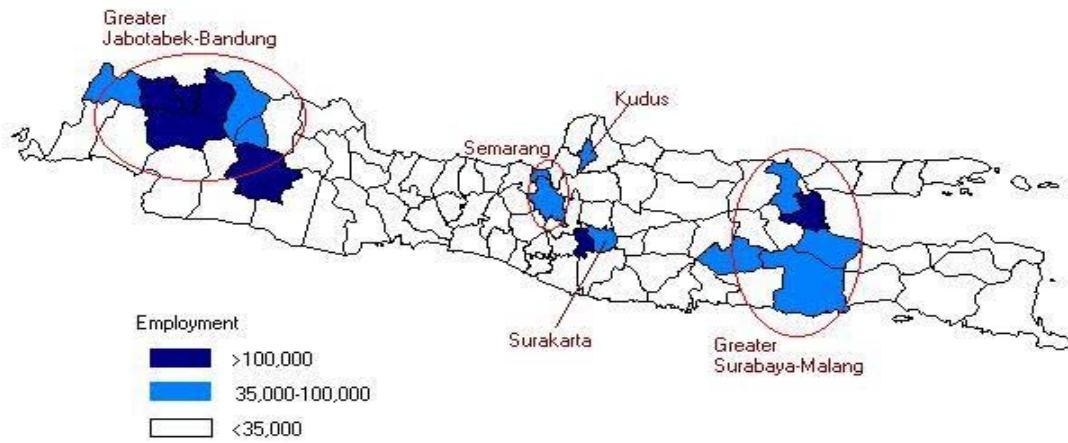 Greater
Jabotabek-Bandung
Kudus
Semarang
Surakarta
Greater
Surabaya-Malang
Employment
>100,000
35,000-100,000
<35,000